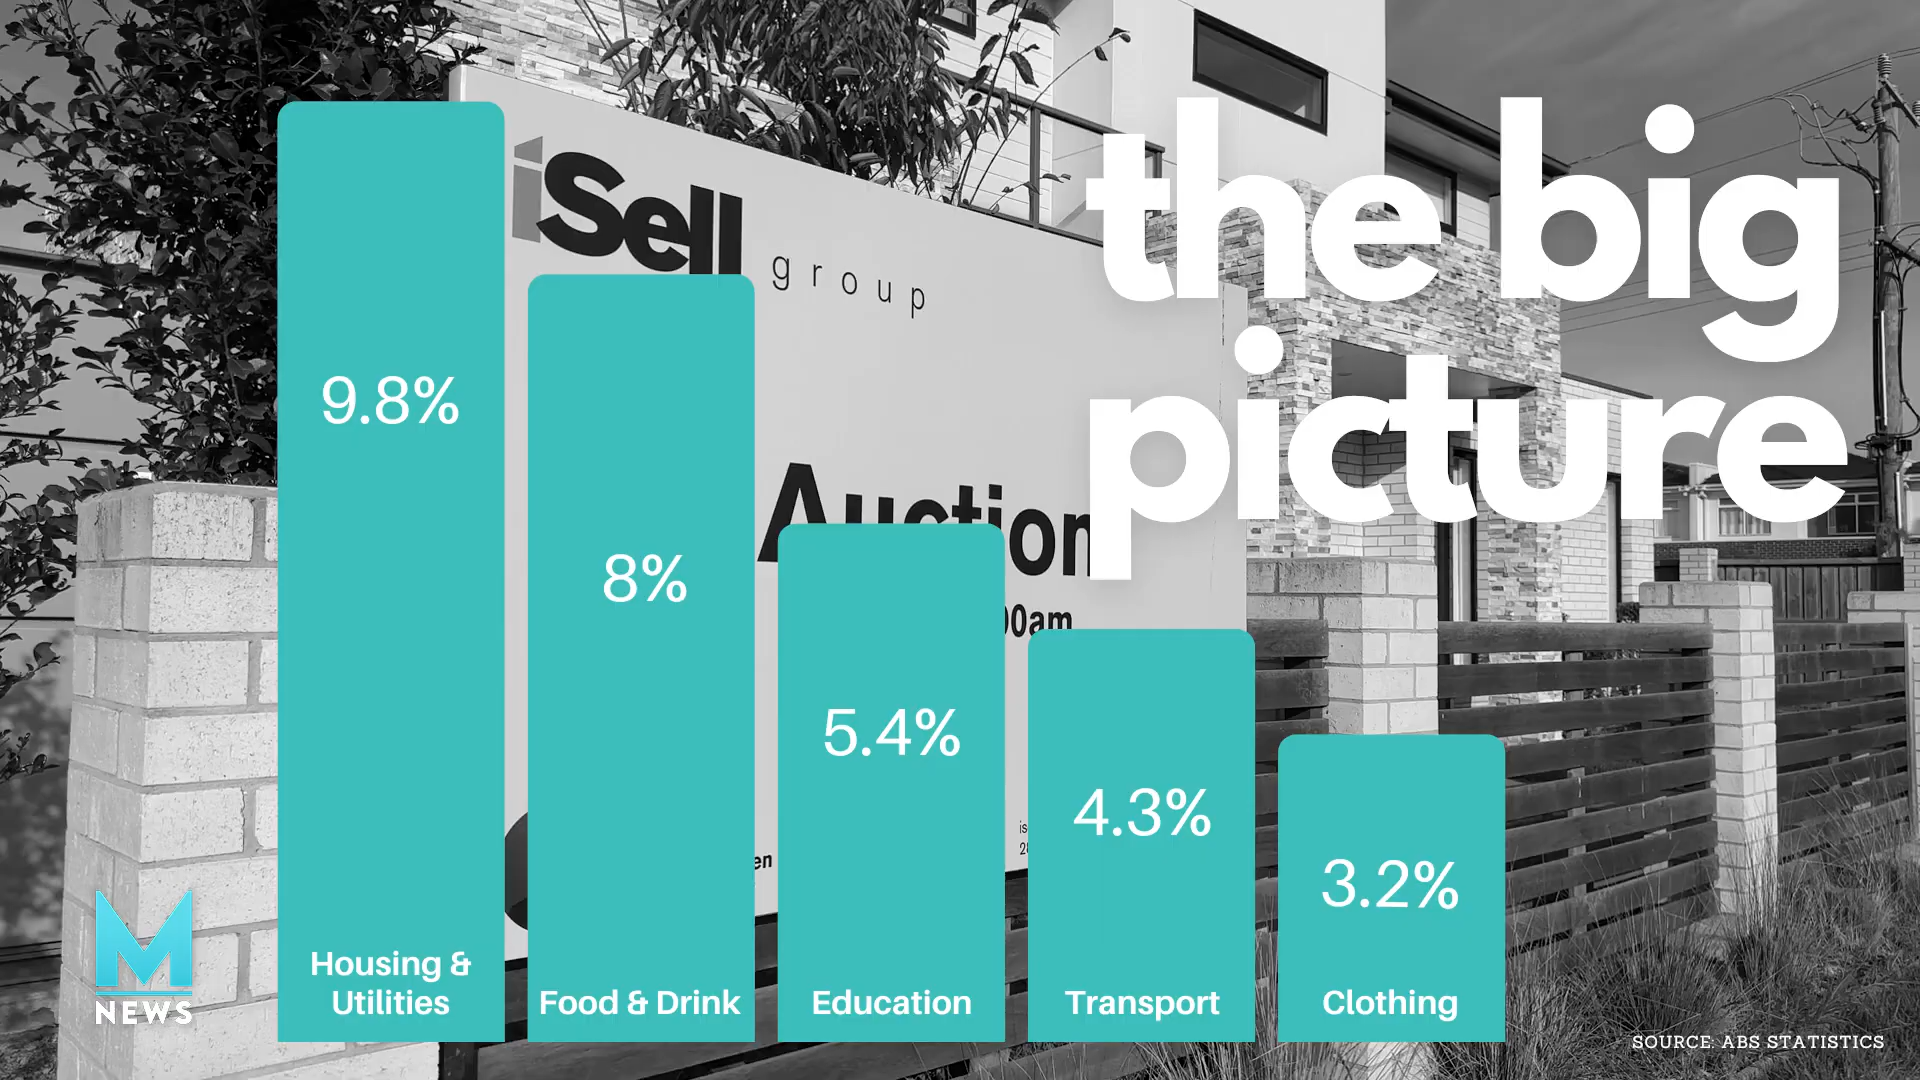 the big
picture
iSell
group
Auction
00am
9.8%
8%
5.4%
4.3%
3.2%
Housing &
Utilities
Food & Drink
Education
Transport
Clothing
M
NEWS
SOURCE: ABS STATISTICS